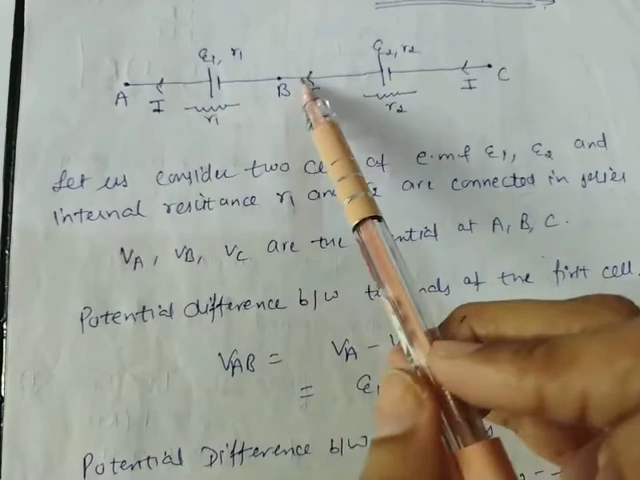 ε1, r1 ε2, r2
A I B I C
r1 r2
Let us consider two of e.m.f ε1, ε2 and
internal resistance r1 are connected in series
VA, VB, VC are the at A, B, C.
Potential difference b/w of the first cell.
VAB = VA -
= ε1
Potential Difference b/w